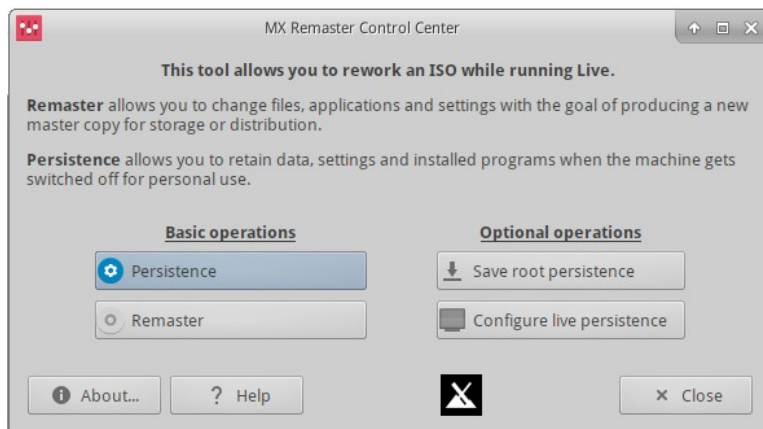 MX Remaster Control Center
This tool allows you to rework an ISO while running Live.
Remaster allows you to change files, applications and settings with the goal of producing a new
master copy for storage or distribution.
Persistence allows you to retain data, settings and installed programs when the machine gets
switched off for personal use.
Basic operations
Optional operations
Persistence
Save root persistence
Remaster
Configure live persistence
About...
? Help
Close